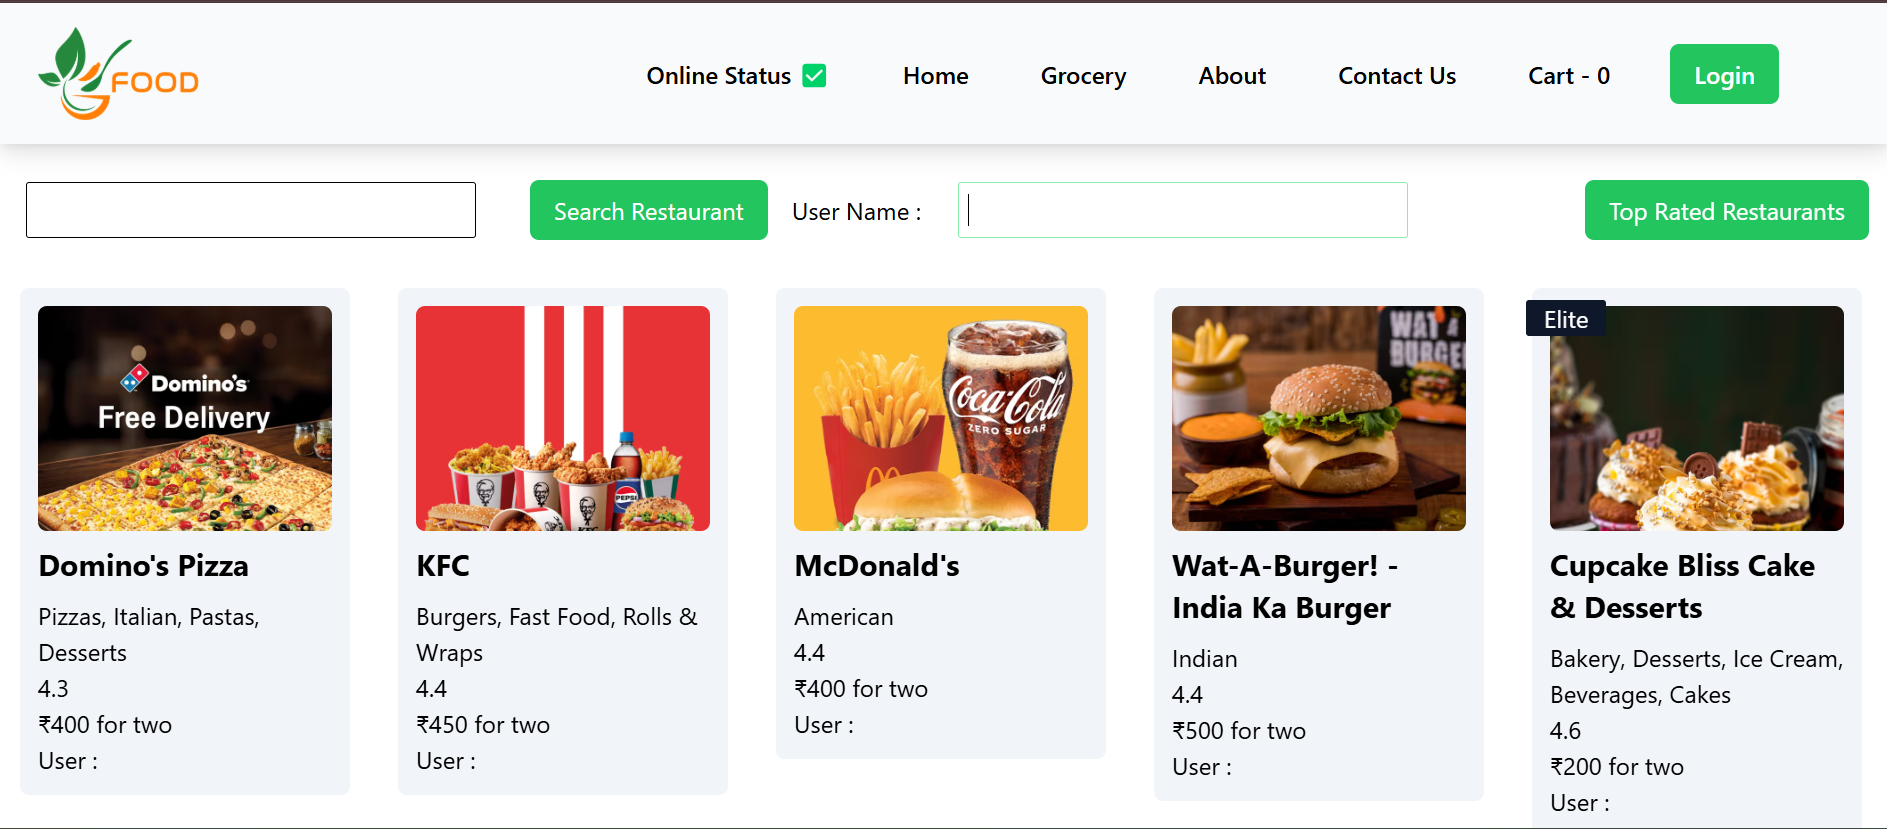 FOOD
Online Status
Home
Grocery
About
Contact Us
Cart - 0
Login
Search Restaurant
User Name :
Top Rated Restaurants
Domino's
Free Delivery
KFC
PEPSI
Coca-Cola
ZERO SUGAR
WAT A
BURGER
Elite
Domino's Pizza
Pizzas, Italian, Pastas,
Desserts
4.3
₹400 for two
User :
KFC
Burgers, Fast Food, Rolls &
Wraps
4.4
₹450 for two
User :
McDonald's
American
4.4
₹400 for two
User :
Wat-A-Burger! -
India Ka Burger
Indian
4.4
₹500 for two
User :
Cupcake Bliss Cake
& Desserts
Bakery, Desserts, Ice Cream,
Beverages, Cakes
4.6
₹200 for two
User :